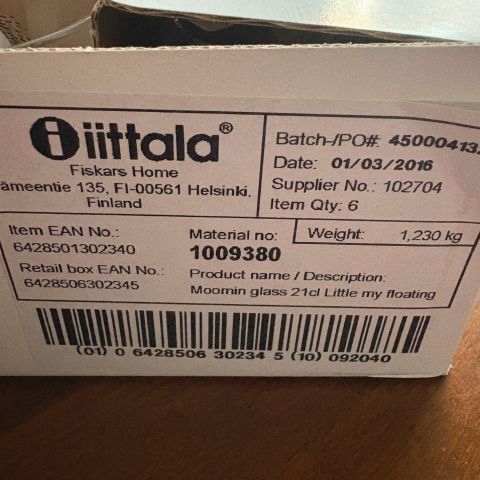 iittala®
Fiskars Home
ämeentie 135, FI-00561 Helsinki,
Finland
Batch-/PO#: 45000413
Date: 01/03/2016
Supplier No.: 102704
Item Qty: 6
Item EAN No.:
6428501302340
Retail box EAN No.:
6428506302345
Material no:
1009380
Weight: 1,230 kg
Product name / Description:
Moomin glass 21cl Little my floating
(01) 0 6428506 30234 5 (10) 092040